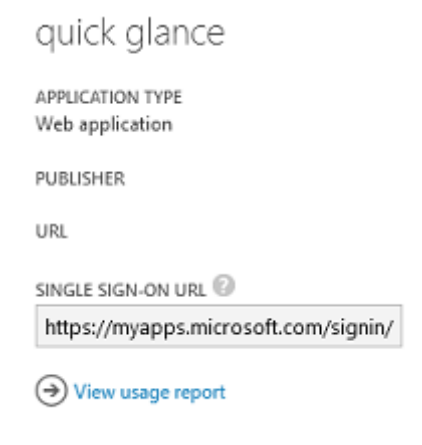 quick glance
APPLICATION TYPE
Web application
PUBLISHER
URL
SINGLE SIGN-ON URL ?
https://myapps.microsoft.com/signin/
View usage report